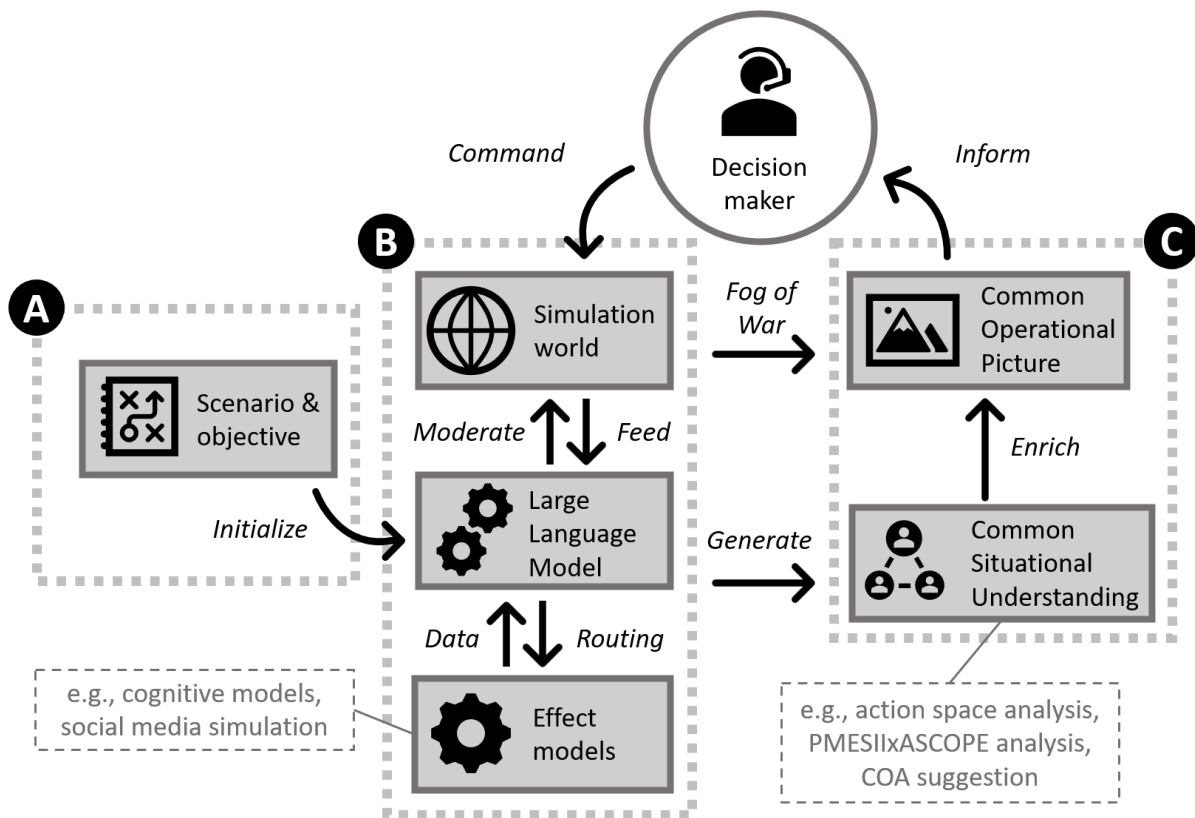 Command
Decision
maker
Inform
A
B
C
Simulation
world
Fog of
War
Common
Operational
Picture
Scenario &
objective
Moderate
Feed
Enrich
Initialize
Large
Language
Model
Generate
Common
Situational
Understanding
Data
Routing
e.g., cognitive models,
social media simulation
Effect
models
e.g., action space analysis,
PMESIIxASCOPE analysis,
COA suggestion